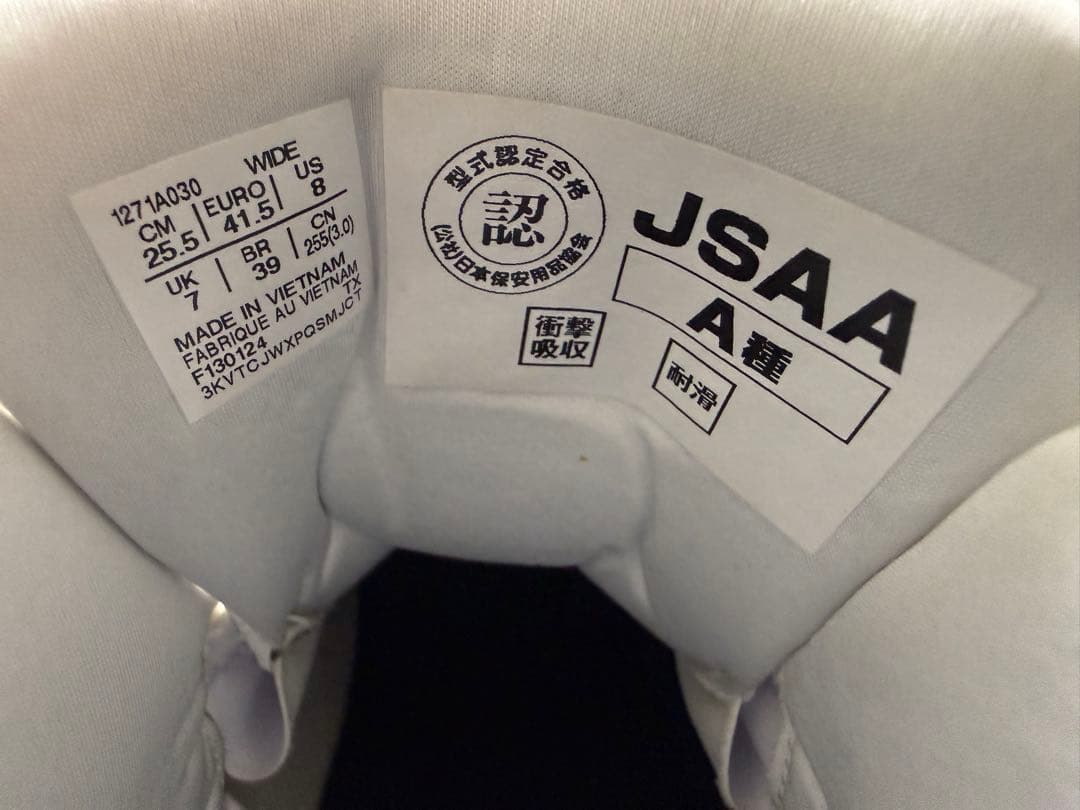 WIDE
1271A030
CM | EURO | US
25.5 | 41.5 | 8
UK | BR | CN
7 | 39 | 255(3.0)
MADE IN VIETNAM
FABRIQUE AU VIETNAM
F130124 TX
3KVTCJWXPQSMJCT
型式認定合格
認
(公社)日本保安用品協会
JSAA
A種
衝撃
吸収
耐滑